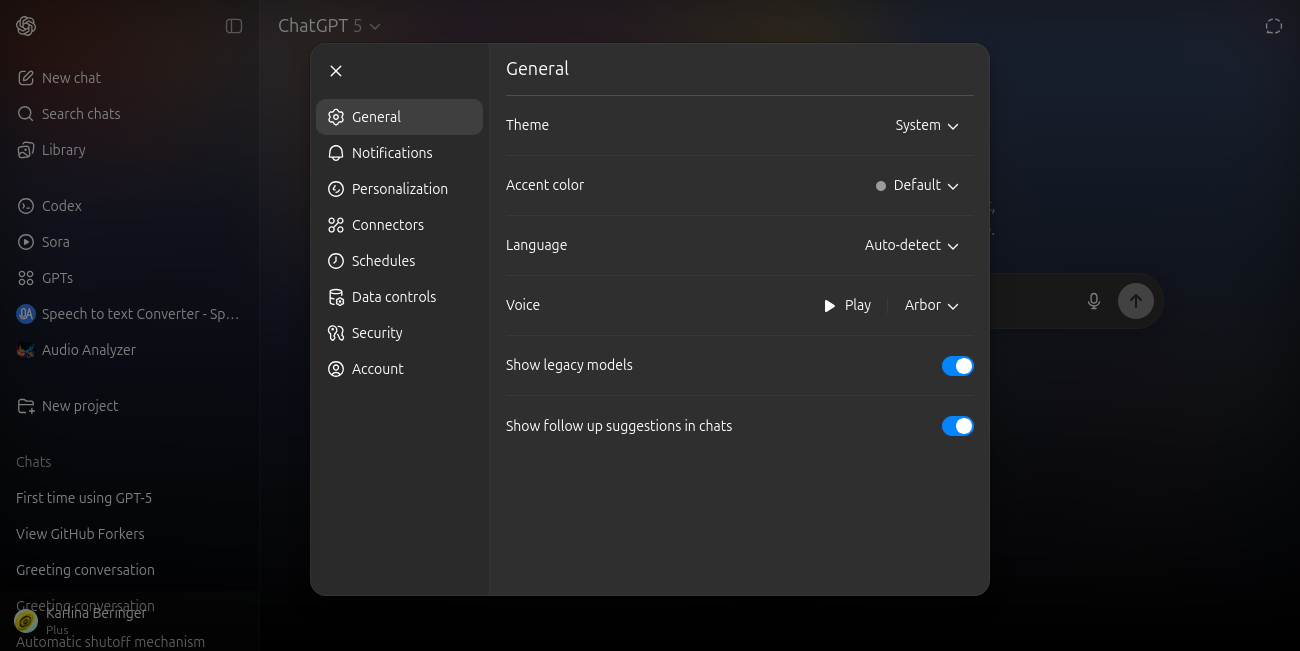 ChatGPT 5
New chat
Search chats
Library
Codex
Sora
GPTs
Speech to text Converter - Sp...
Audio Analyzer
New project
Chats
First time using GPT-5
View GitHub Forkers
Greeting conversation
Greeting conversation
Karlina Beringer
Plus
Automatic shutoff mechanism
General
Notifications
Personalization
Connectors
Schedules
Data controls
Security
Account
General
Theme System
Accent color Default
Language Auto-detect
Voice Play Arbor
Show legacy models
Show follow up suggestions in chats